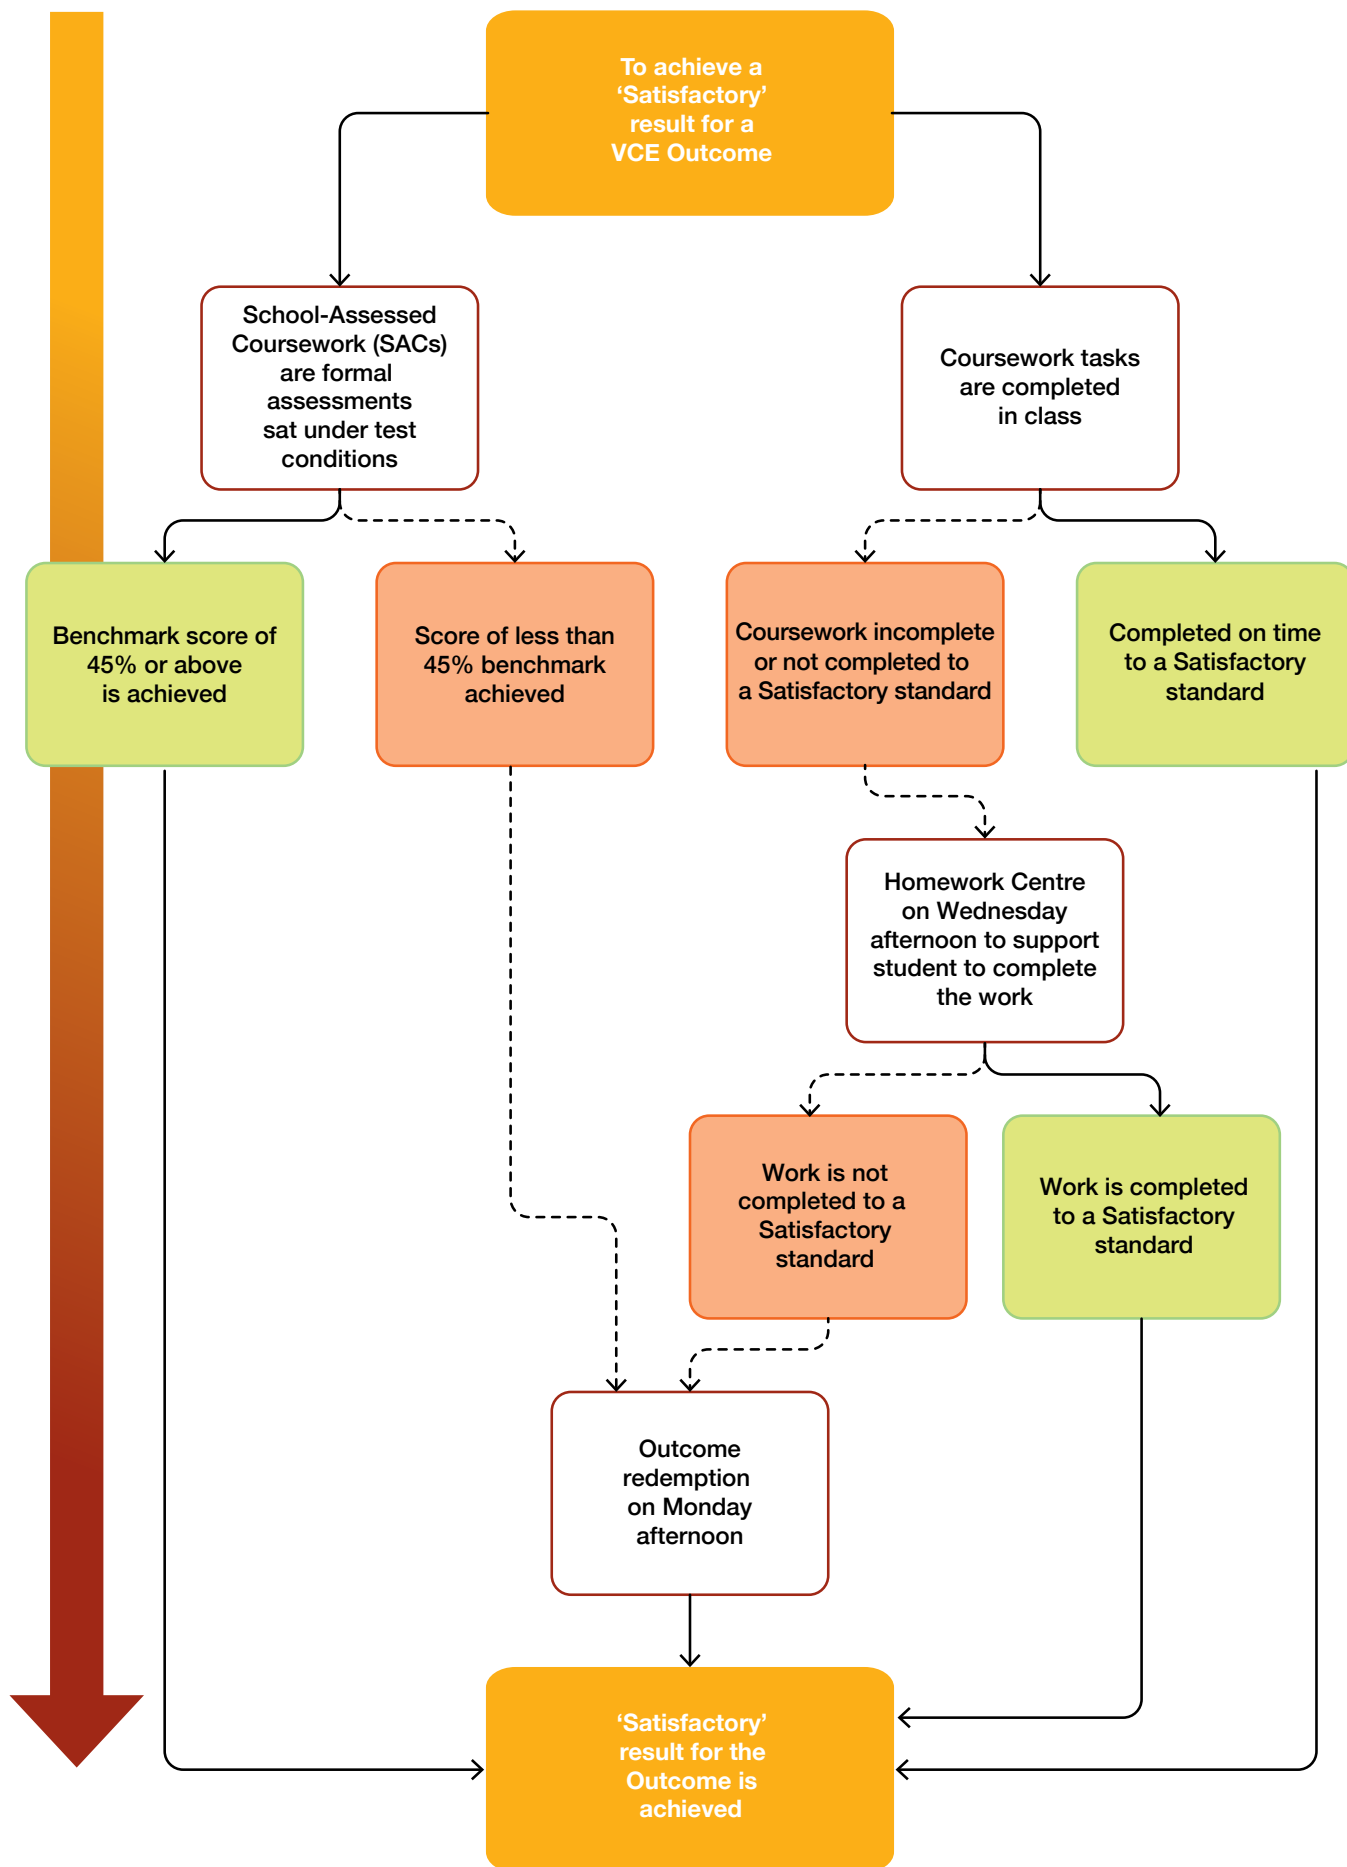 To achieve a
‘Satisfactory’
result for a
VCE Outcome
School-Assessed
Coursework (SACs)
are formal
assessments
sat under test
conditions
Coursework tasks
are completed
in class
Benchmark score of
45% or above
is achieved
Score of less than
45% benchmark
achieved
Coursework incomplete
or not completed to
a Satisfactory standard
Completed on time
to a Satisfactory
standard
Homework Centre
on Wednesday
afternoon to support
student to complete
the work
Work is not
completed to a
Satisfactory
standard
Work is completed
to a Satisfactory
standard
Outcome
redemption
on Monday
afternoon
‘Satisfactory’
result for the
Outcome is
achieved